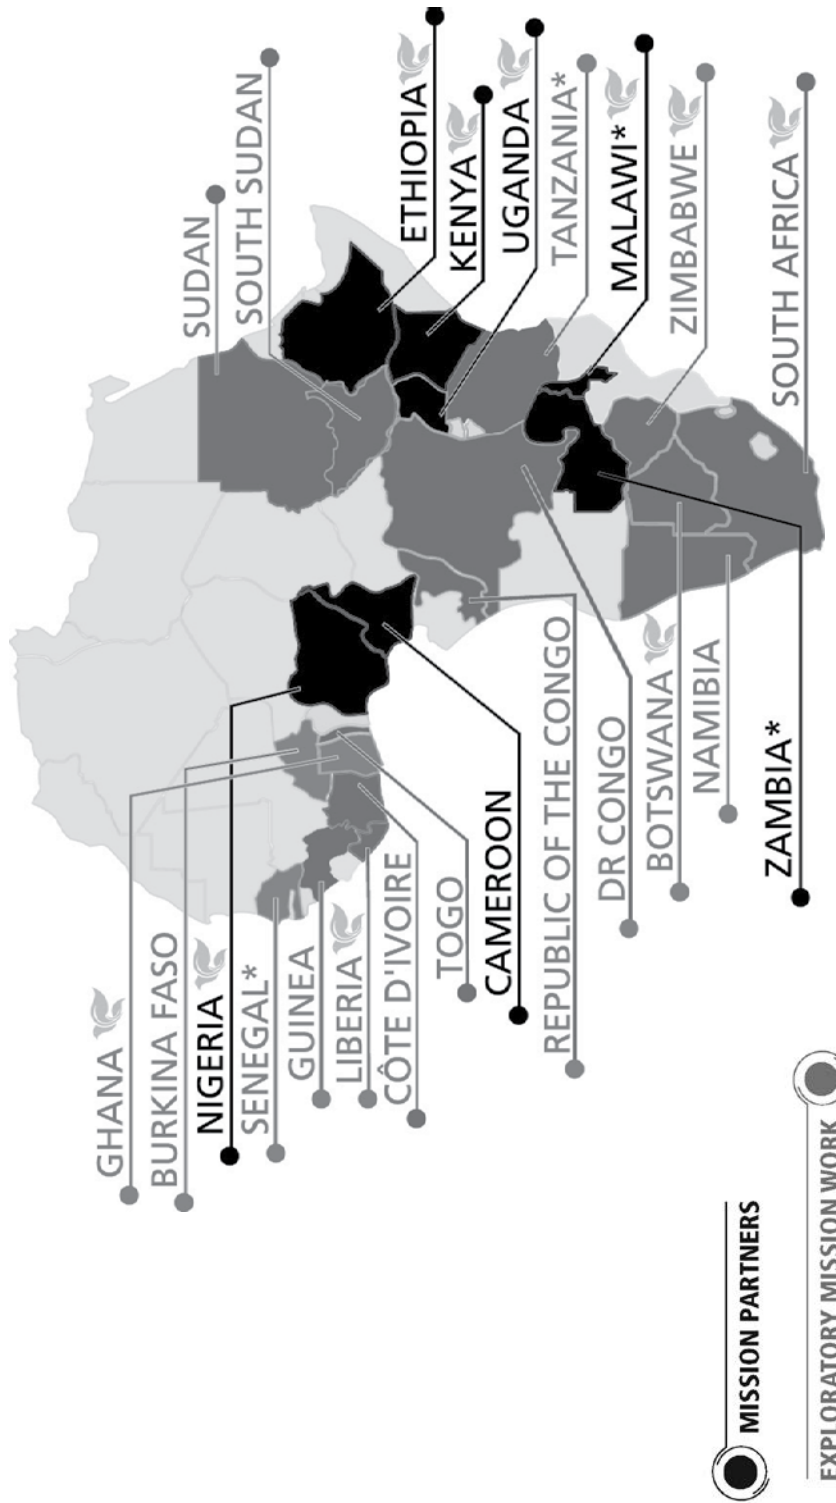 SUDAN
SOUTH SUDAN
ETHIOPIA
KENYA
UGANDA
TANZANIA*
MALAWI*
ZIMBABWE
SOUTH AFRICA
GHANA
BURKINA FASO
NIGERIA
SENEGAL*
GUINEA
LIBERIA
CÔTE D'IVOIRE
TOGO
CAMEROON
REPUBLIC OF THE CONGO
DR CONGO
BOTSWANA
NAMIBIA
ZAMBIA*
MISSION PARTNERS
EXPLORATORY MISSION WORK